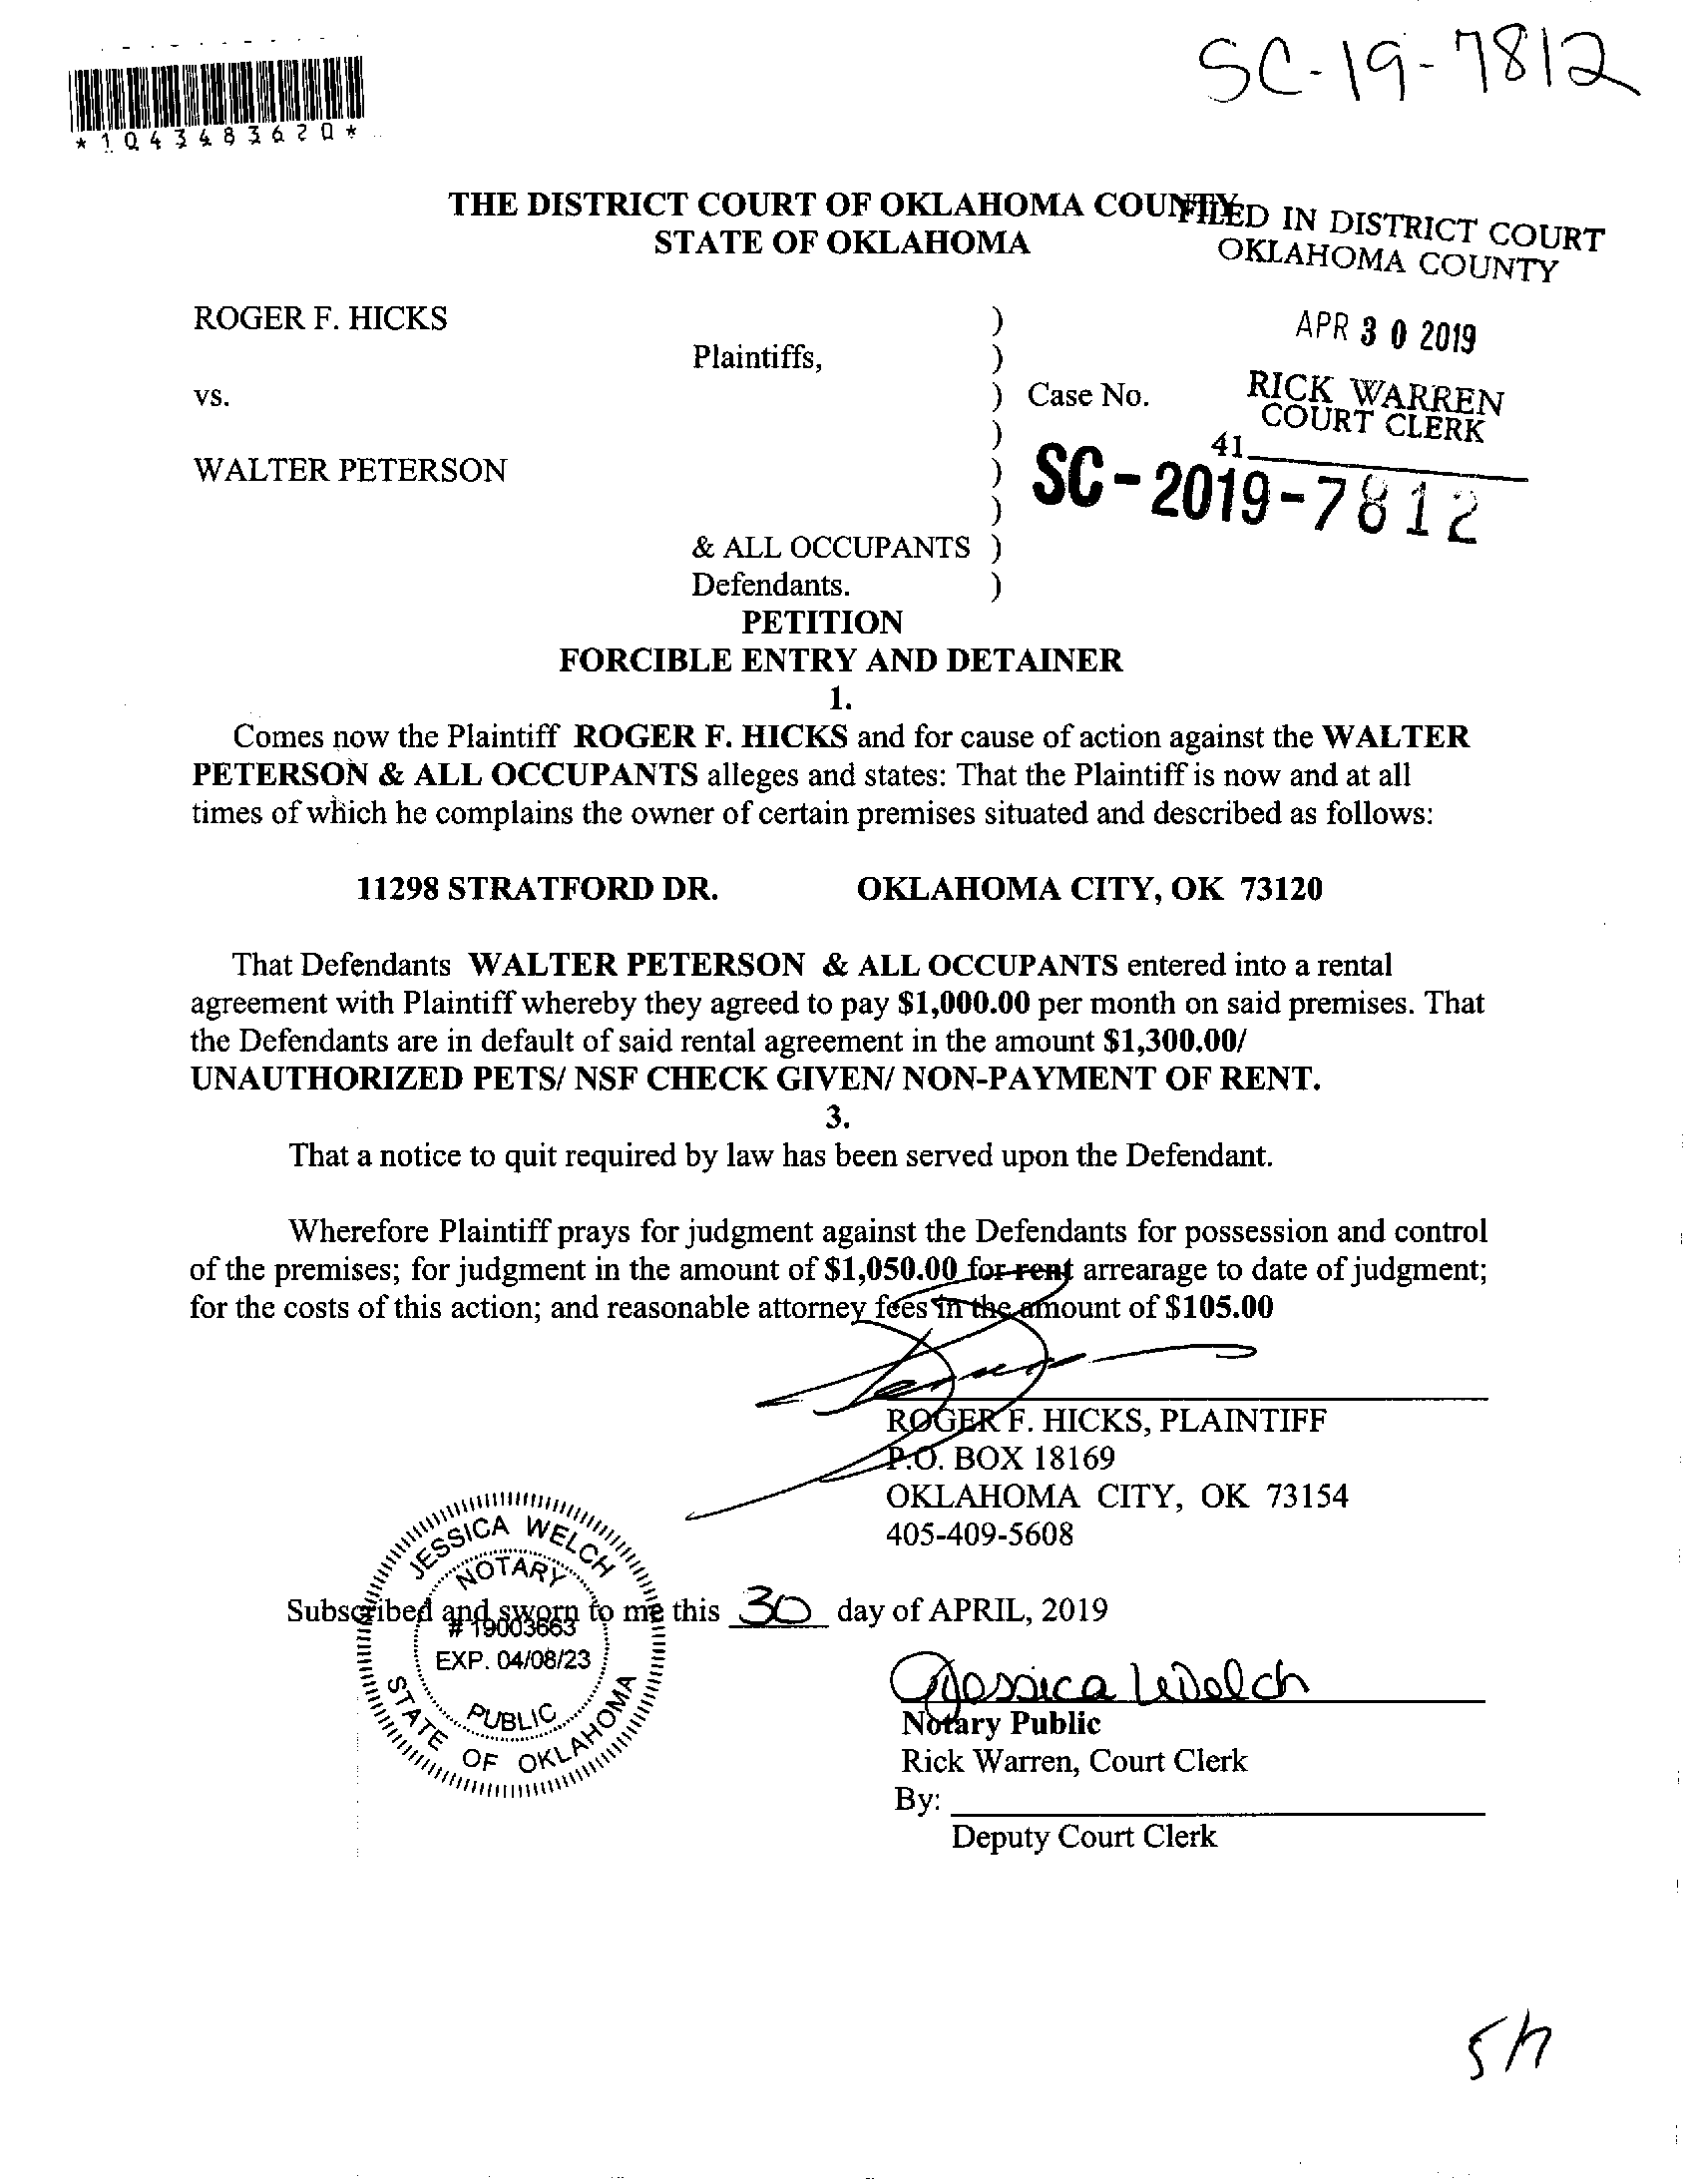 SC-19-7812
*1043483620*
THE DISTRICT COURT OF OKLAHOMA COUNTY
STATE OF OKLAHOMA
FILED IN DISTRICT COURT
OKLAHOMA COUNTY
APR 30 2019
RICK WARREN
COURT CLERK
41
ROGER F. HICKS )
Plaintiffs, )
vs. ) Case No.
)
WALTER PETERSON )
SC-2019-7812
)
& ALL OCCUPANTS )
Defendants. )
PETITION
FORCIBLE ENTRY AND DETAINER
1.
Comes now the Plaintiff ROGER F. HICKS and for cause of action against the WALTER
PETERSON & ALL OCCUPANTS alleges and states: That the Plaintiff is now and at all
times of which he complains the owner of certain premises situated and described as follows:
11298 STRATFORD DR. OKLAHOMA CITY, OK 73120
That Defendants WALTER PETERSON & ALL OCCUPANTS entered into a rental
agreement with Plaintiff whereby they agreed to pay $1,000.00 per month on said premises. That
the Defendants are in default of said rental agreement in the amount $1,300.00/
UNAUTHORIZED PETS/ NSF CHECK GIVEN/ NON-PAYMENT OF RENT.
3.
That a notice to quit required by law has been served upon the Defendant.
Wherefore Plaintiff prays for judgment against the Defendants for possession and control
of the premises; for judgment in the amount of $1,050.00 for rent arrearage to date of judgment;
for the costs of this action; and reasonable attorney fees in the amount of $105.00
ROGER F. HICKS, PLAINTIFF
P.O. BOX 18169
OKLAHOMA CITY, OK 73154
405-409-5608
Subscribed and sworn to me this 30 day of APRIL, 2019
JESSICA WELCH
NOTARY
# 19003663
EXP. 04/08/23
PUBLIC
STATE OF OKLAHOMA
Jessica Welch
Notary Public
Rick Warren, Court Clerk
By:
Deputy Court Clerk